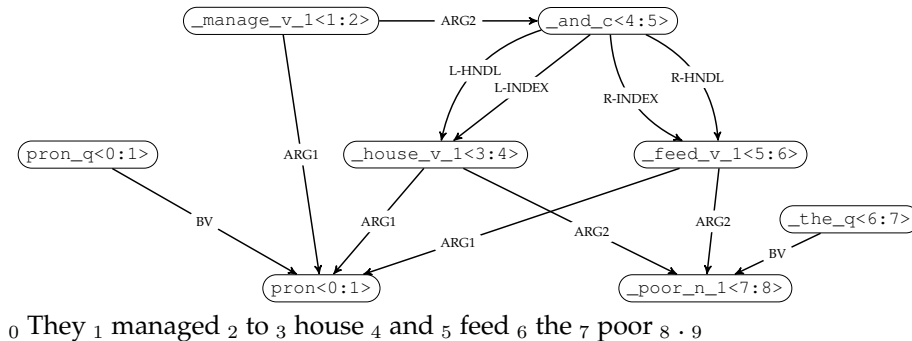 _manage_v_1<1:2> ARG2 _and_c<4:5>
L-HNDL R-HNDL
L-INDEX R-INDEX
pron_q<0:1> ARG1 _house_v_1<3:4> _feed_v_1<5:6>
_the_q<6:7>
BV ARG1 ARG1 ARG2 ARG2 BV
pron<0:1> _poor_n_1<7:8>
0 They 1 managed 2 to 3 house 4 and 5 feed 6 the 7 poor 8 . 9